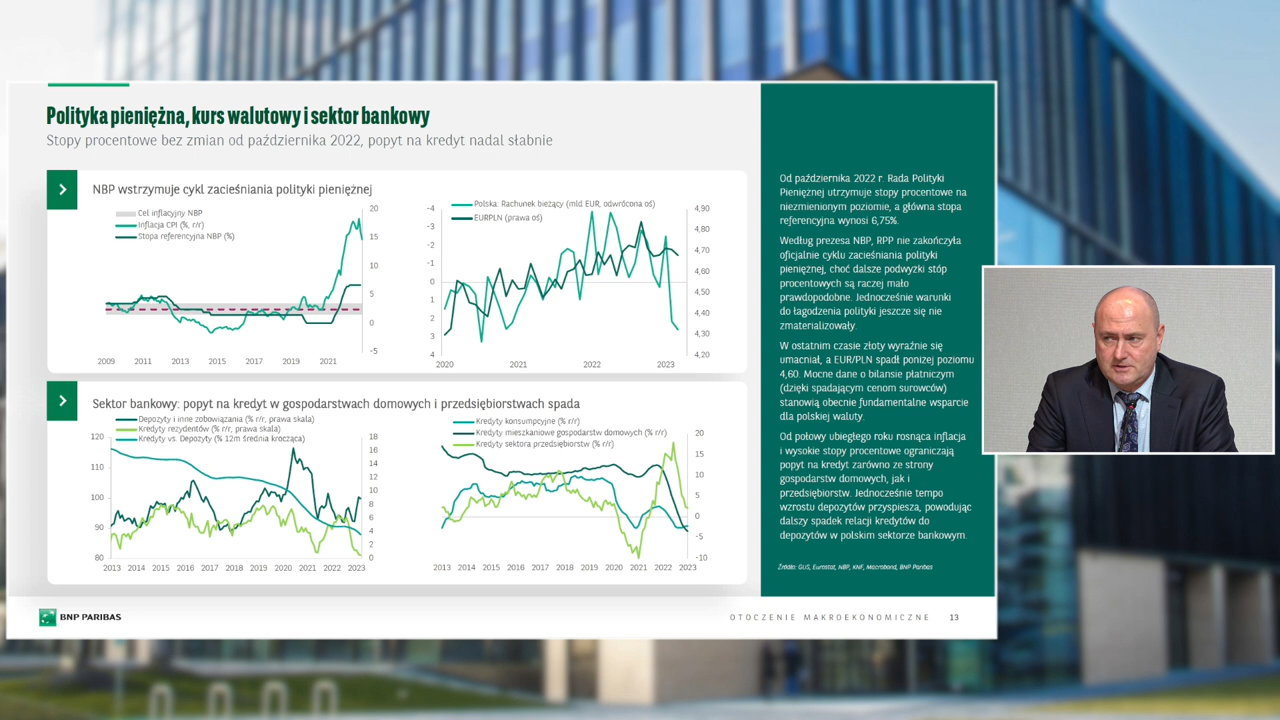 Polityka pieniężna, kurs walutowy i sektor bankowy
Stopy procentowe bez zmian od października 2022, popyt na kredyt nadal słabnie
NBP wstrzymuje cykl zacieśniania polityki pieniężnej
Cel inflacyjny NBP
Inflacja CPI (%, r/r)
Stopa referencyjna NBP (%)
20
15
10
5
0
-5
2009 2011 2013 2015 2017 2019 2021
Polska: Rachunek bieżący (mld EUR, odwrócona oś)
EURPLN (prawa oś)
-4
-3
-2
-1
0
1
2
3
4
4,90
4,80
4,70
4,60
4,50
4,40
4,30
4,20
2020 2021 2022 2023
Sektor bankowy: popyt na kredyt w gospodarstwach domowych i przedsiębiorstwach spada
Depozyty i inne zobowiązania (% r/r, prawa skala)
Kredyty rezydentów (% r/r, prawa skala)
Kredyty vs. Depozyty (% 12m średnia krocząca)
120
110
100
90
80
18
16
14
12
10
8
6
4
2
0
2013 2014 2015 2016 2017 2018 2019 2020 2021 2022 2023
Kredyty konsumpcyjne (% r/r)
Kredyty mieszkaniowe gospodarstw domowych (% r/r)
Kredyty sektora przedsiębiorstw (% r/r)
20
15
10
5
0
-5
-10
2013 2014 2015 2016 2017 2018 2019 2020 2021 2022 2023
Od października 2022 r. Rada Polityki
Pieniężnej utrzymuje stopy procentowe na
niezmienionym poziomie, a główna stopa
referencyjna wynosi 6,75%.
Według prezesa NBP, RPP nie zakończyła
oficjalnie cyklu zacieśniania polityki
pieniężnej, choć dalsze podwyżki stóp
procentowych są raczej mało
prawdopodobne. Jednocześnie warunki
do łagodzenia polityki jeszcze się nie
zmaterializowały.
W ostatnim czasie złoty wyraźnie się
umacniał, a EUR/PLN spadł poniżej poziomu
4,60. Mocne dane o bilansie płatniczym
(dzięki spadającym cenom surowców)
stanowią obecnie fundamentalne wsparcie
dla polskiej waluty.
Od połowy ubiegłego roku rosnąca inflacja
i wysokie stopy procentowe ograniczają
popyt na kredyt zarówno ze strony
gospodarstw domowych, jak i
przedsiębiorstw. Jednocześnie tempo
wzrostu depozytów przyspiesza, powodując
dalszy spadek relacji kredytów do
depozytów w polskim sektorze bankowym.
Źródło: GUS, Eurostat, NBP, KNF, Macrobond, BNP Paribas
BNP PARIBAS
OTOCZENIE MAKROEKONOMICZNE 13